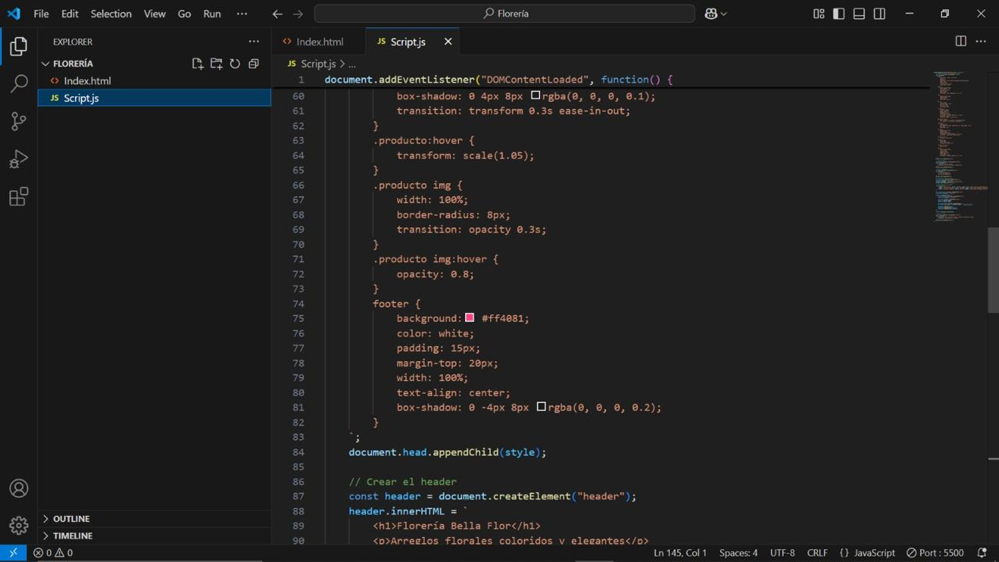 File Edit Selection View Go Run ··· Florería
EXPLORER ···
FLORERÍA
<> Index.html
JS Script.js
OUTLINE
TIMELINE
<> Index.html JS Script.js ×
JS Script.js > ...
1 document.addEventListener("DOMContentLoaded", function() {
60 box-shadow: 0 4px 8px rgba(0, 0, 0, 0.1);
61 transition: transform 0.3s ease-in-out;
62 }
63 .producto:hover {
64 transform: scale(1.05);
65 }
66 .producto img {
67 width: 100%;
68 border-radius: 8px;
69 transition: opacity 0.3s;
70 }
71 .producto img:hover {
72 opacity: 0.8;
73 }
74 footer {
75 background: #ff4081;
76 color: white;
77 padding: 15px;
78 margin-top: 20px;
79 width: 100%;
80 text-align: center;
81 box-shadow: 0 -4px 8px rgba(0, 0, 0, 0.2);
82 }
83 `;
84 document.head.appendChild(style);
85
86 // Crear el header
87 const header = document.createElement("header");
88 header.innerHTML = `
89 <h1>Florería Bella Flor</h1>
90 <p>Arreglos florales coloridos y elegantes</p>
0 0 Ln 145, Col 1 Spaces: 4 UTF-8 CRLF {} JavaScript Port : 5500